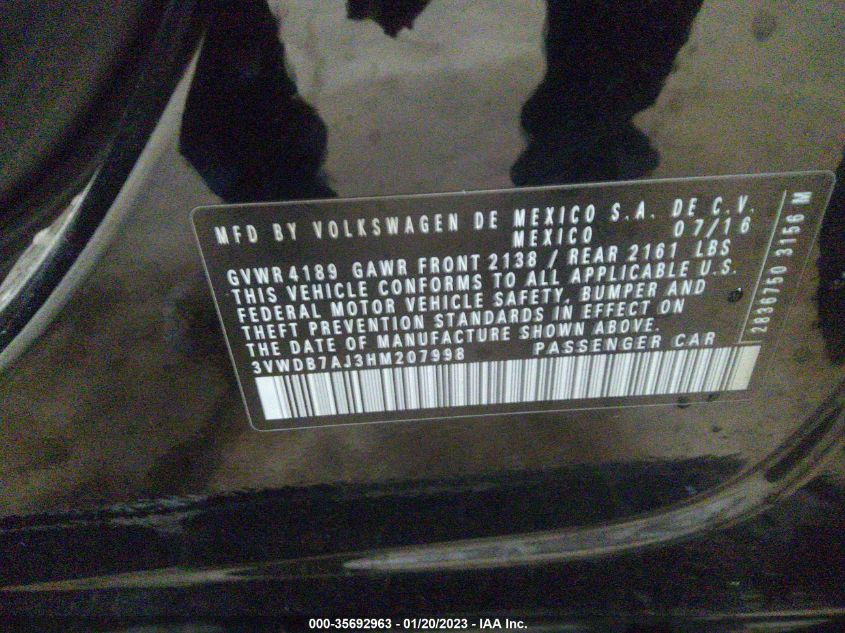 MFD BY VOLKSWAGEN DE MEXICO S.A. DE C.V.
MEXICO 07/16
GVWR 4189 GAWR FRONT 2138 / REAR 2161 LBS
THIS VEHICLE CONFORMS TO ALL APPLICABLE U.S.
FEDERAL MOTOR VEHICLE SAFETY, BUMPER AND
THEFT PREVENTION STANDARDS IN EFFECT ON
THE DATE OF MANUFACTURE SHOWN ABOVE.
3VWDB7AJ3HM207998 PASSENGER CAR
2836750 3156 M
000-35692963 - 01/20/2023 - IAA Inc.